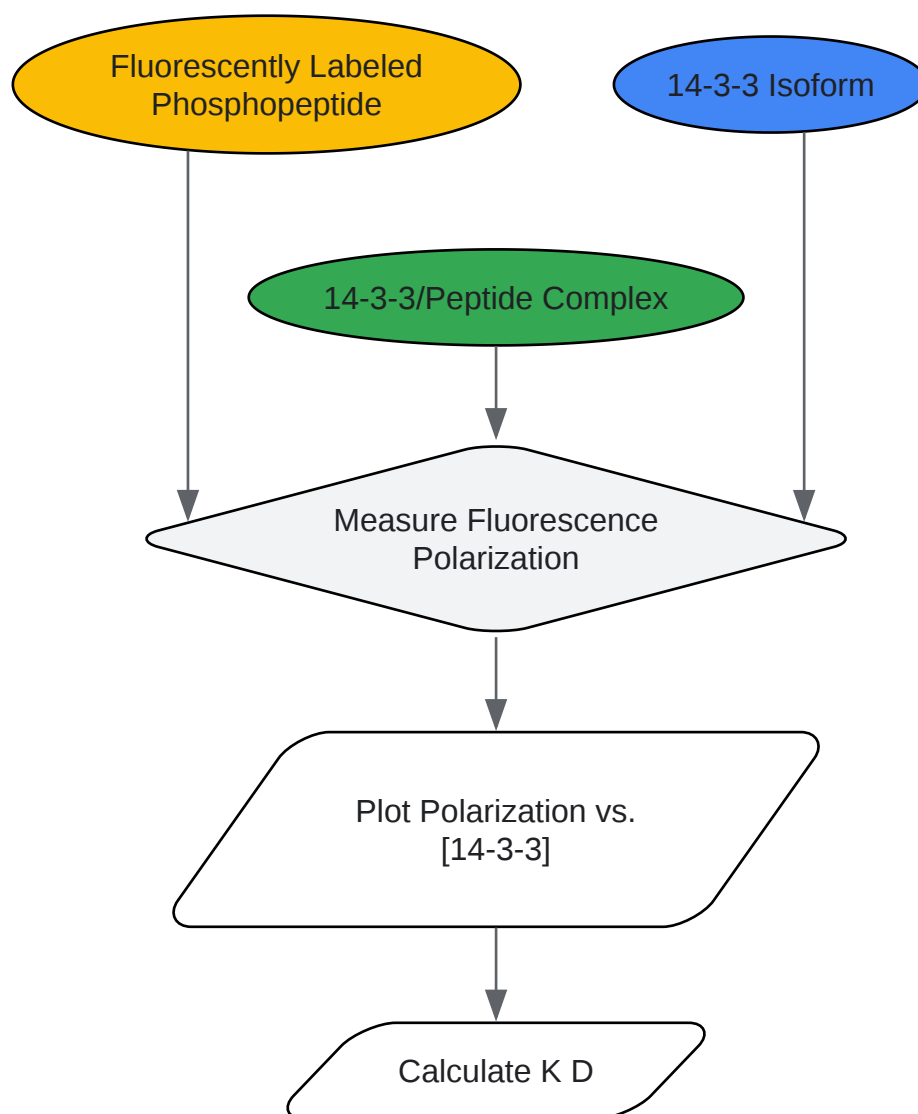 Fluorescently Labeled
Phosphopeptide
14-3-3 Isoform
14-3-3/Peptide Complex
Measure Fluorescence
Polarization
Plot Polarization vs.
[14-3-3]
Calculate K D